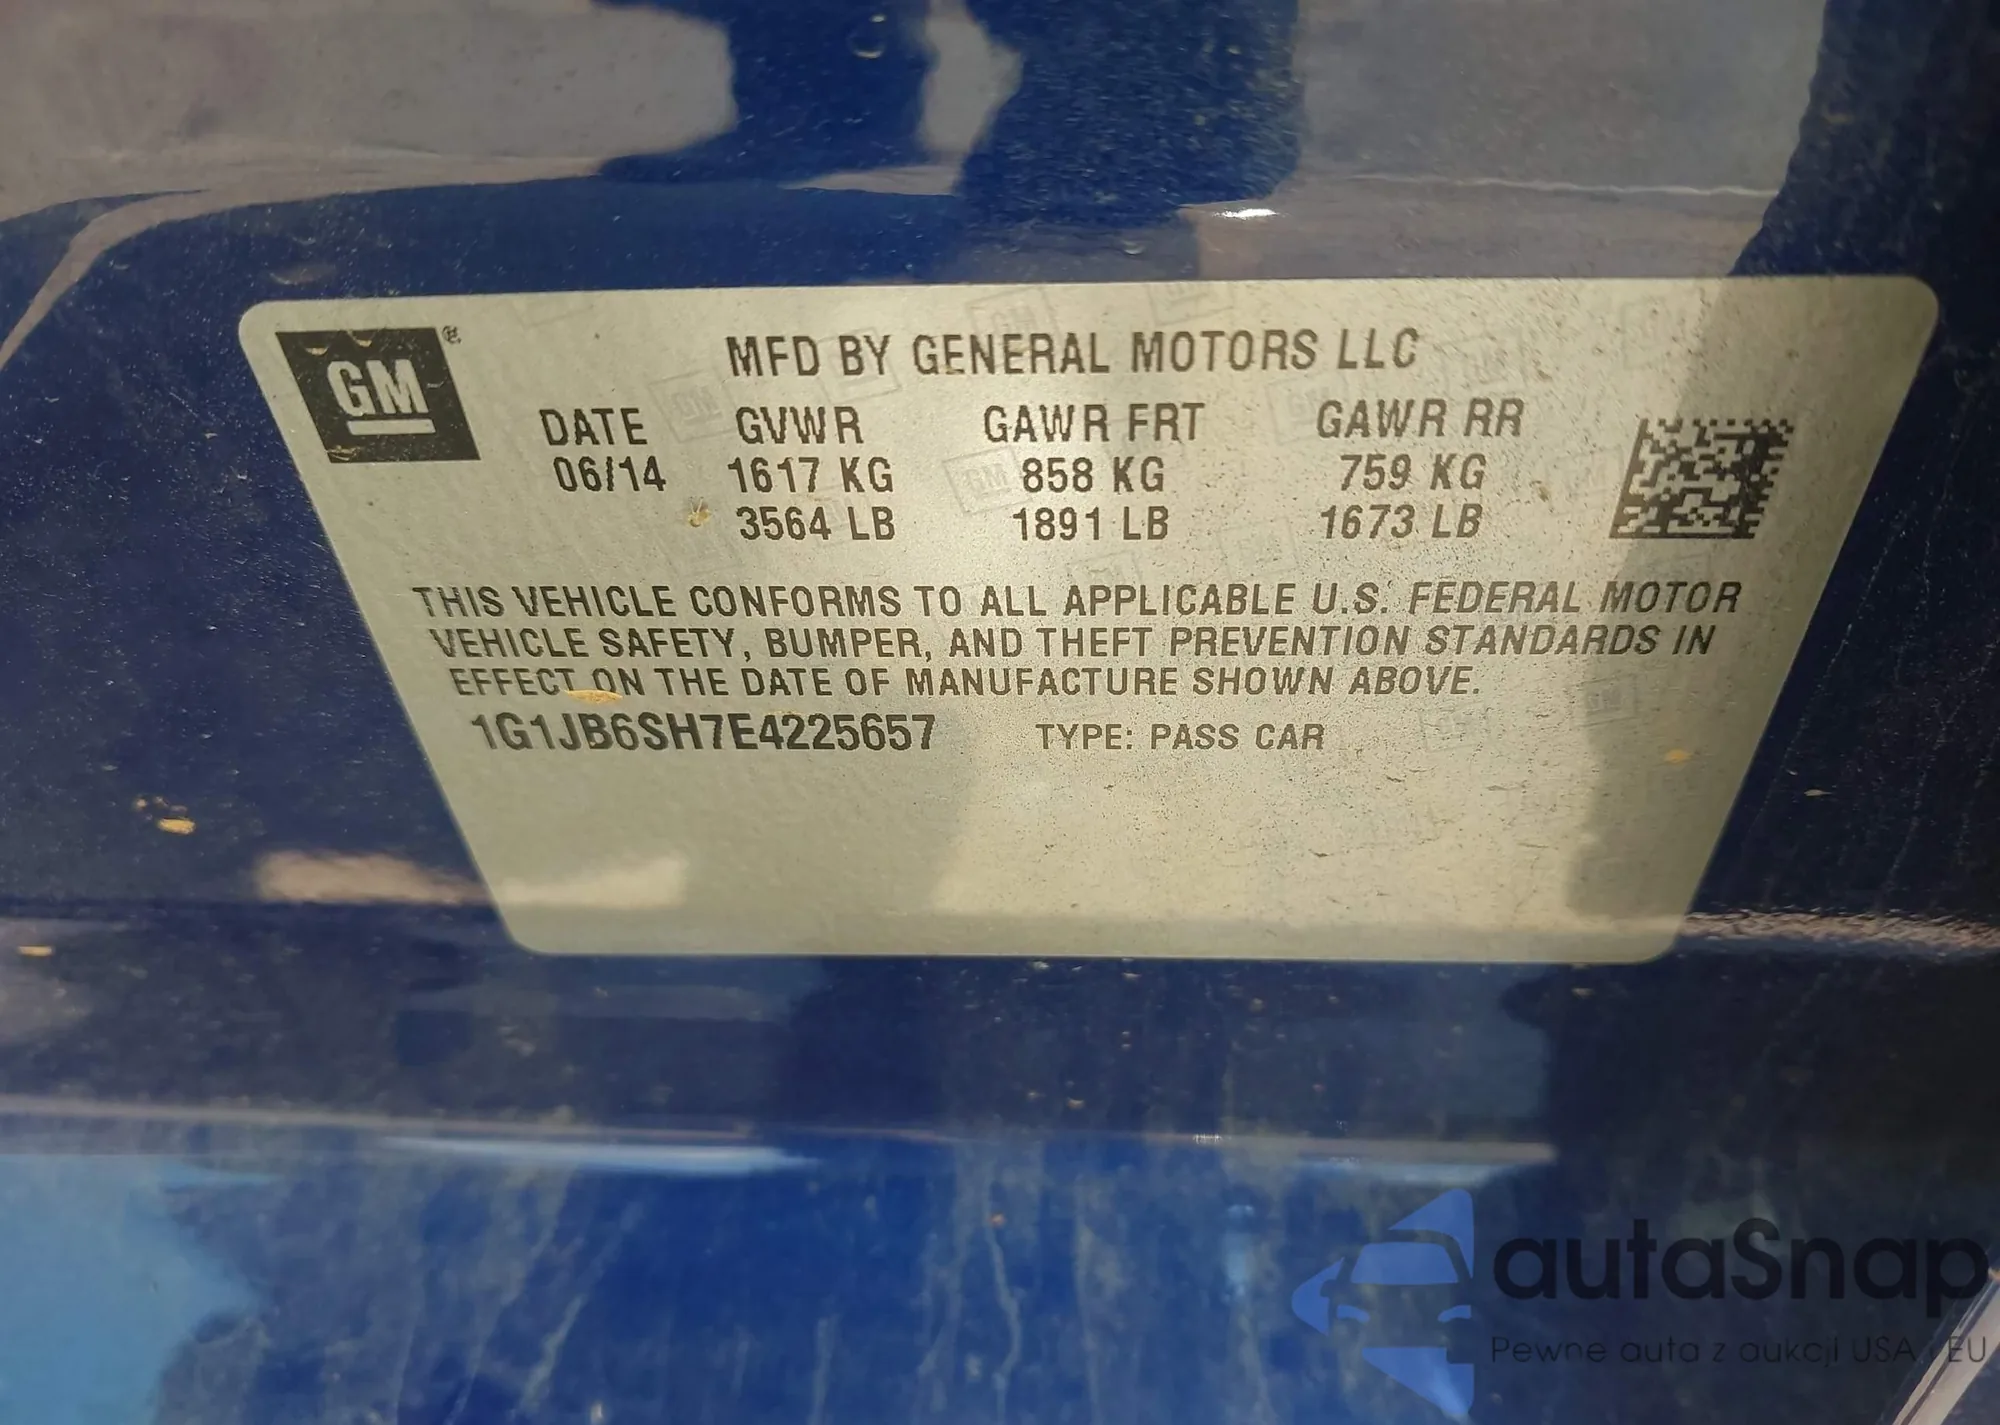 GM®
MFD BY GENERAL MOTORS LLC
DATE GVWR GAWR FRT GAWR RR
06/14 1617 KG 858 KG 759 KG
3564 LB 1891 LB 1673 LB
THIS VEHICLE CONFORMS TO ALL APPLICABLE U.S. FEDERAL MOTOR
VEHICLE SAFETY, BUMPER, AND THEFT PREVENTION STANDARDS IN
EFFECT ON THE DATE OF MANUFACTURE SHOWN ABOVE.
1G1JB6SH7E4225657 TYPE: PASS CAR
autaSnap
Pewne auta z aukcji USA i EU